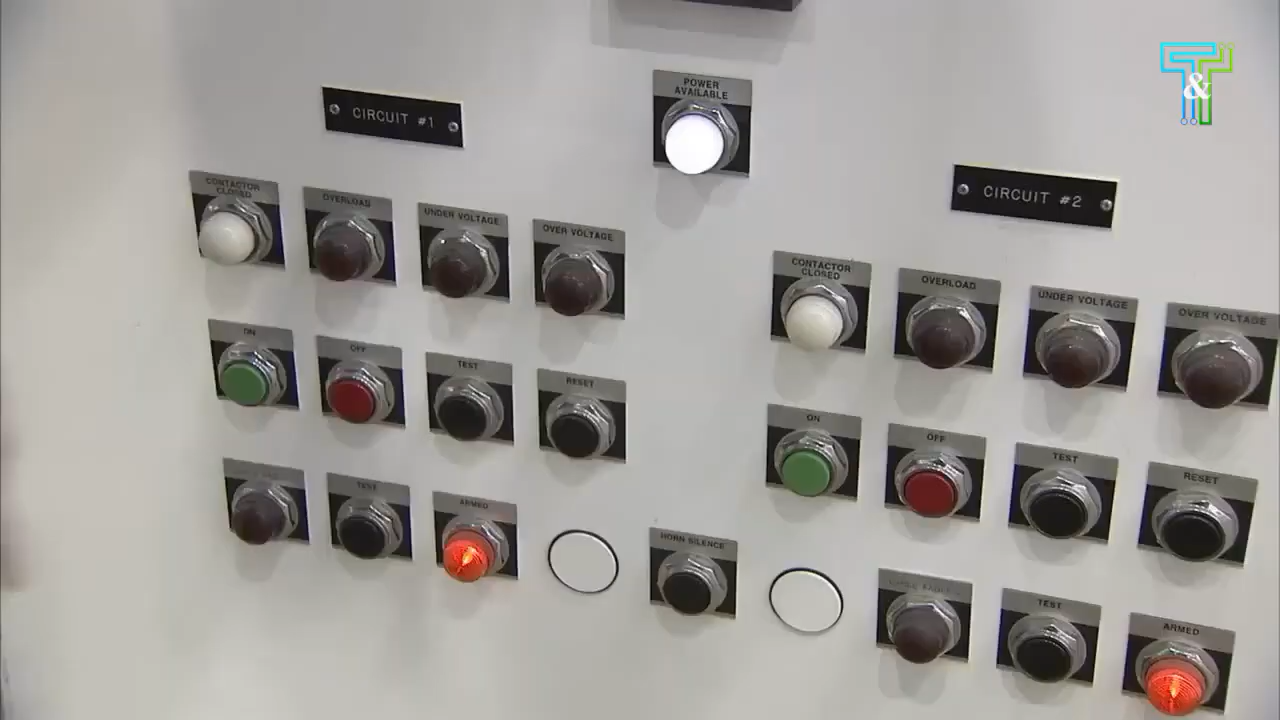 T&T
POWER
AVAILABLE
CIRCUIT #1
CIRCUIT #2
CONTACTOR
CLOSED
OVERLOAD
UNDER VOLTAGE
OVER VOLTAGE
CONTACTOR
CLOSED
OVERLOAD
UNDER VOLTAGE
OVER VOLTAGE
ON
OFF
TEST
RESET
ON
OFF
TEST
RESET
TEST
ARMED
HORN SILENCE
TEST
ARMED